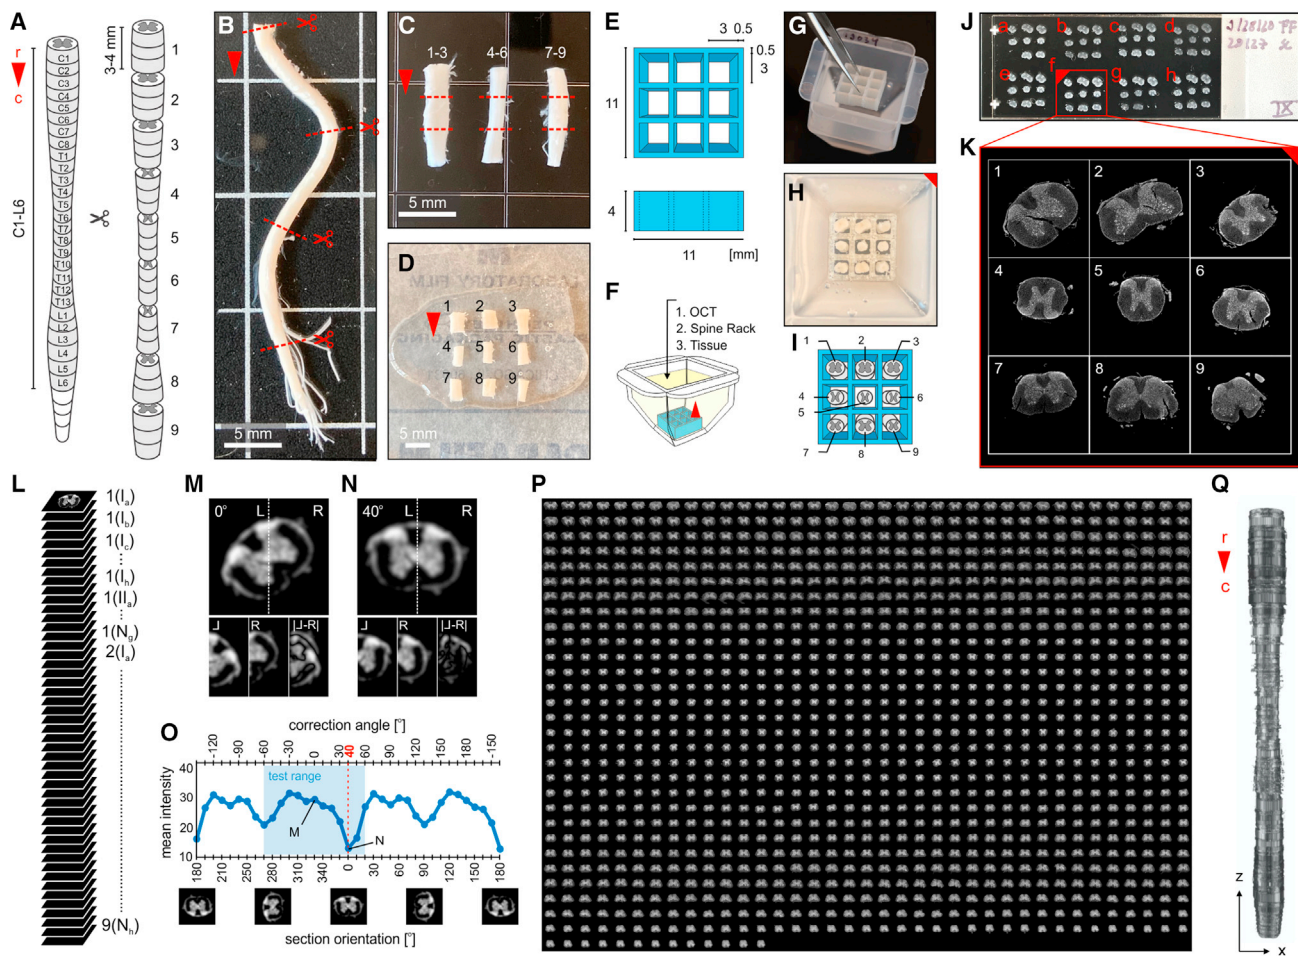 A
r
c
C1-L6
C1
C2
C3
C4
C5
C6
C7
C8
T1
T2
T3
T4
T5
T6
T7
T8
T9
T10
T11
T12
T13
L1
L2
L3
L4
L5
L6
3-4 mm
1
2
3
4
5
6
7
8
9
B
5 mm
C
1-3 4-6 7-9
5 mm
D
LABORATORY FILM
1 2 3
4 5 6
7 8 9
5 mm
E
3 0.5
0.5
3
11
4
11 [mm]
F
1. OCT
2. Spine Rack
3. Tissue
G
H
I
1 2 3
4 5 6
7 8 9
J
a b c d
e f g h
IX
K
1 2 3
4 5 6
7 8 9
L
1(Ia)
1(Ib)
1(Ic)
1(Ih)
1(IIa)
1(Ng)
2(Ia)
9(Nh)
M
0° L R
L R |L-R|
N
40° L R
L R |L-R|
O
correction angle [°]
-120 -90 -60 -30 0 30 40 60 90 120 150 180 -150
test range
mean intensity
40
30
20
10
M
N
180 210 250 280 310 340 0 30 60 90 120 150 180
section orientation [°]
P
Q
r
c
z
x